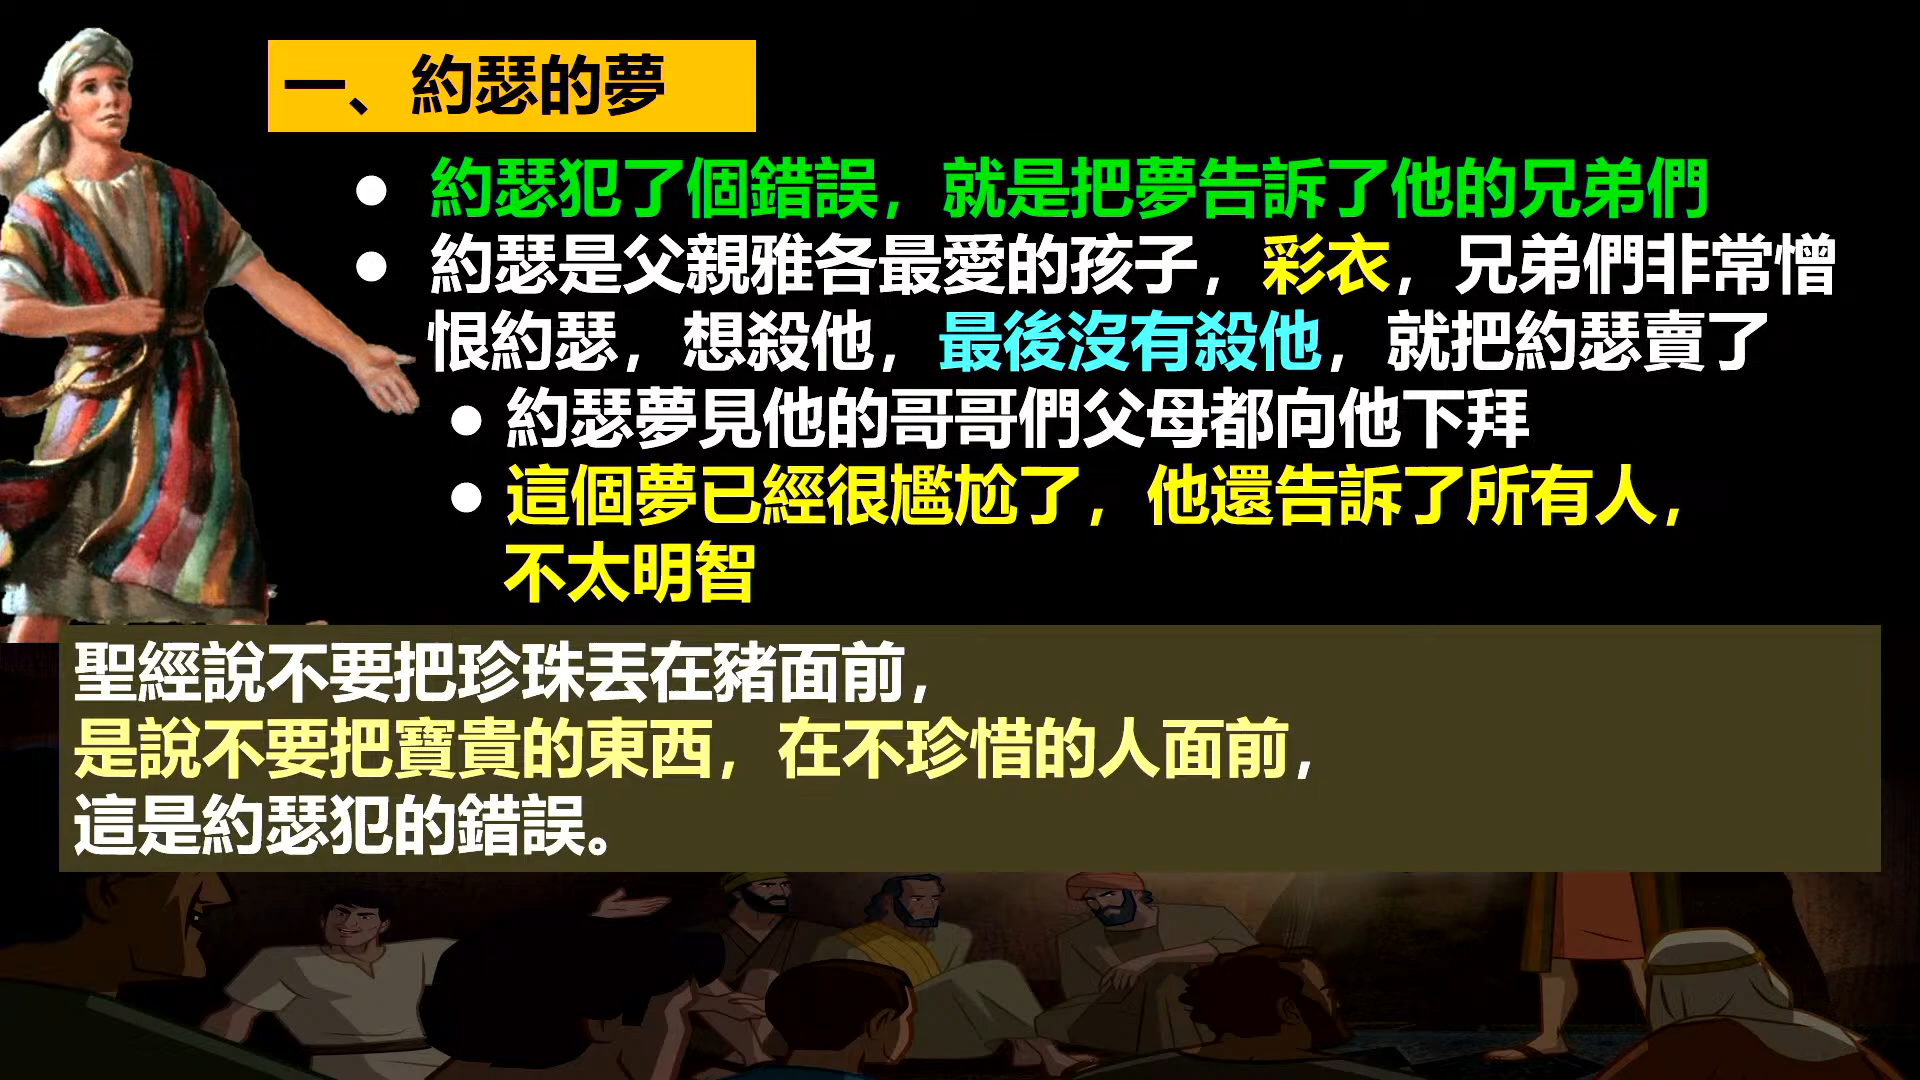 一、約瑟的夢
● 約瑟犯了個錯誤，就是把夢告訴了他的兄弟們
● 約瑟是父親雅各最愛的孩子，彩衣，兄弟們非常憎
恨約瑟，想殺他，最後沒有殺他，就把約瑟賣了
● 約瑟夢見他的哥哥們父母都向他下拜
● 這個夢已經很尷尬了，他還告訴了所有人，
不太明智
聖經說不要把珍珠丟在豬面前，
是說不要把寶貴的東西，在不珍惜的人面前，
這是約瑟犯的錯誤。